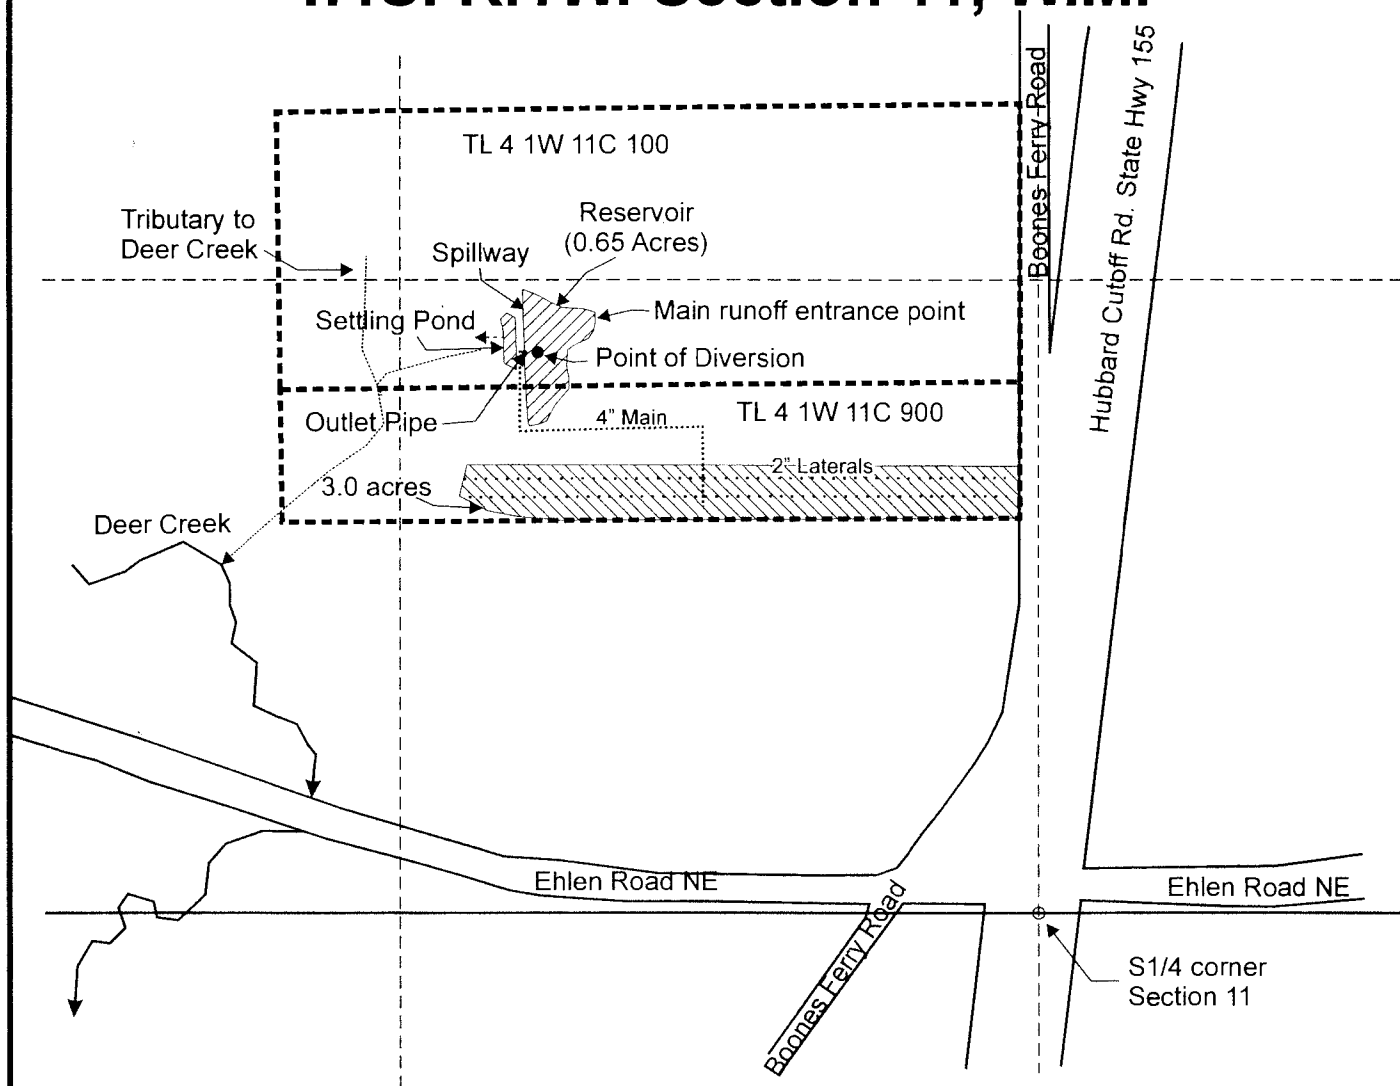 Section 11, W.M.
Boones Ferry Road
Hubbard Cutoff Rd. State Hwy 155
TL 4 1W 11C 100
Tributary to
Deer Creek
Reservoir
(0.65 Acres)
Spillway
Settling Pond
Main runoff entrance point
Point of Diversion
Outlet Pipe
4" Main
TL 4 1W 11C 900
2" Laterals
3.0 acres
Deer Creek
Ehlen Road NE
Ehlen Road NE
Boones Ferry Road
S1/4 corner
Section 11